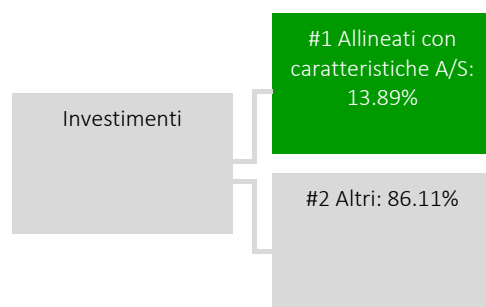 #1 Allineati con
caratteristiche A/S:
13.89%
Investimenti
#2 Altri: 86.11%